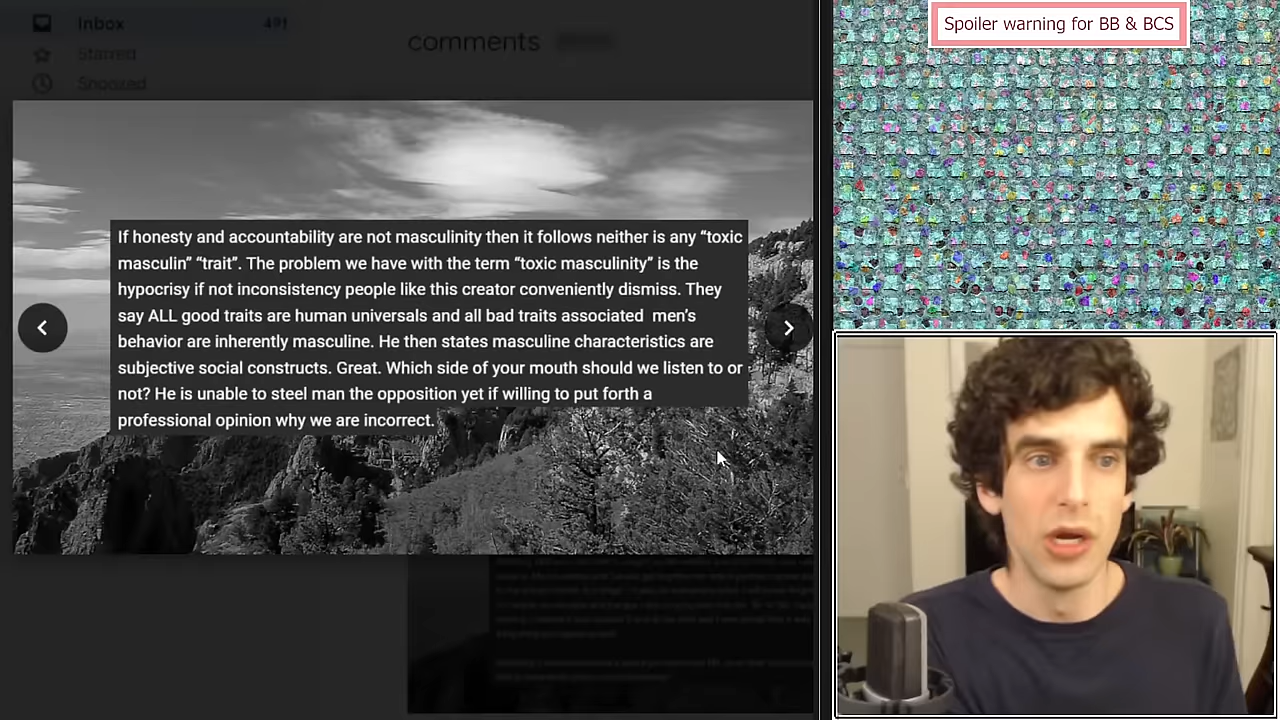 Inbox
491
Starred
Snoozed
comments
Spoiler warning for BB & BCS
If honesty and accountability are not masculinity then it follows neither is any “toxic
masculin” “trait”. The problem we have with the term “toxic masculinity” is the
hypocrisy if not inconsistency people like this creator conveniently dismiss. They
say ALL good traits are human universals and all bad traits associated  men’s
behavior are inherently masculine. He then states masculine characteristics are
subjective social constructs. Great. Which side of your mouth should we listen to or
not? He is unable to steel man the opposition yet if willing to put forth a
professional opinion why we are incorrect.